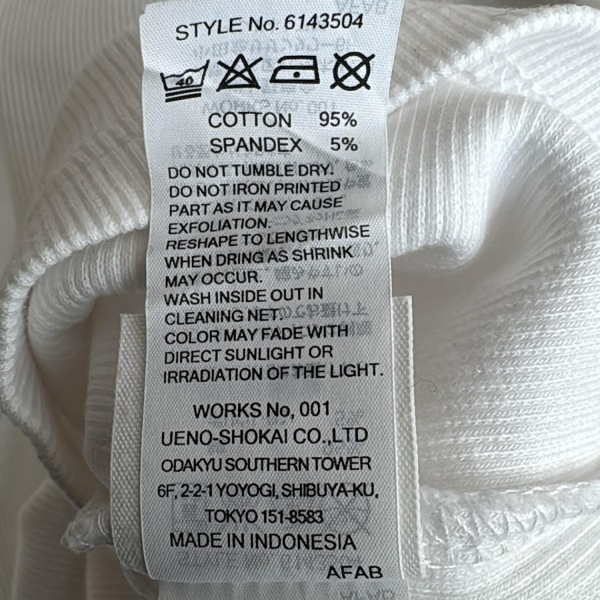 STYLE No. 6143504
40
COTTON 95%
SPANDEX 5%
DO NOT TUMBLE DRY.
DO NOT IRON PRINTED
PART AS IT MAY CAUSE
EXFOLIATION.
RESHAPE TO LENGTHWISE
WHEN DRING AS SHRINK
MAY OCCUR.
WASH INSIDE OUT IN
CLEANING NET.
COLOR MAY FADE WITH
DIRECT SUNLIGHT OR
IRRADIATION OF THE LIGHT.
WORKS No, 001
UENO-SHOKAI CO.,LTD
ODAKYU SOUTHERN TOWER
6F, 2-2-1 YOYOGI, SHIBUYA-KU,
TOKYO 151-8583
MADE IN INDONESIA
AFAB